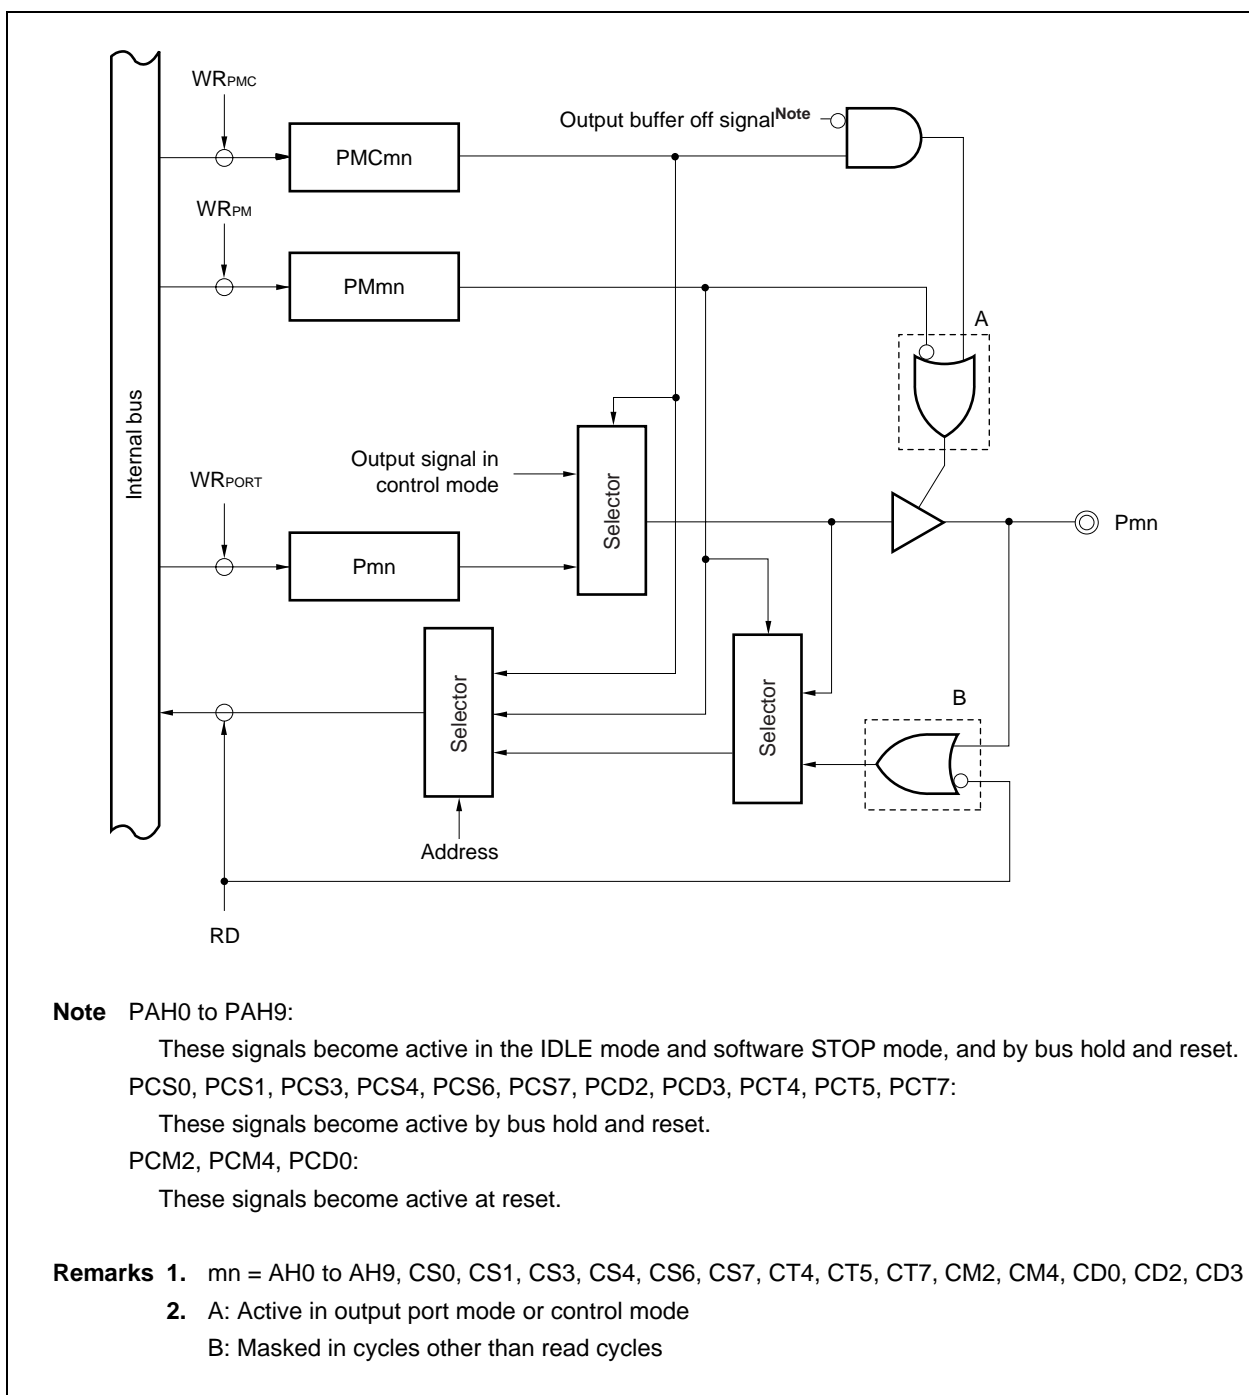 WRPMC
Output buffer off signalNote
PMCmn
WRPM
PMmn
A
Internal bus
Output signal in
control mode
Selector
WRPORT
Pmn
Pmn
Selector
Selector
B
Address
RD
Note PAH0 to PAH9:
These signals become active in the IDLE mode and software STOP mode, and by bus hold and reset.
PCS0, PCS1, PCS3, PCS4, PCS6, PCS7, PCD2, PCD3, PCT4, PCT5, PCT7:
These signals become active by bus hold and reset.
PCM2, PCM4, PCD0:
These signals become active at reset.
Remarks 1. mn = AH0 to AH9, CS0, CS1, CS3, CS4, CS6, CS7, CT4, CT5, CT7, CM2, CM4, CD0, CD2, CD3
2. A: Active in output port mode or control mode
B: Masked in cycles other than read cycles